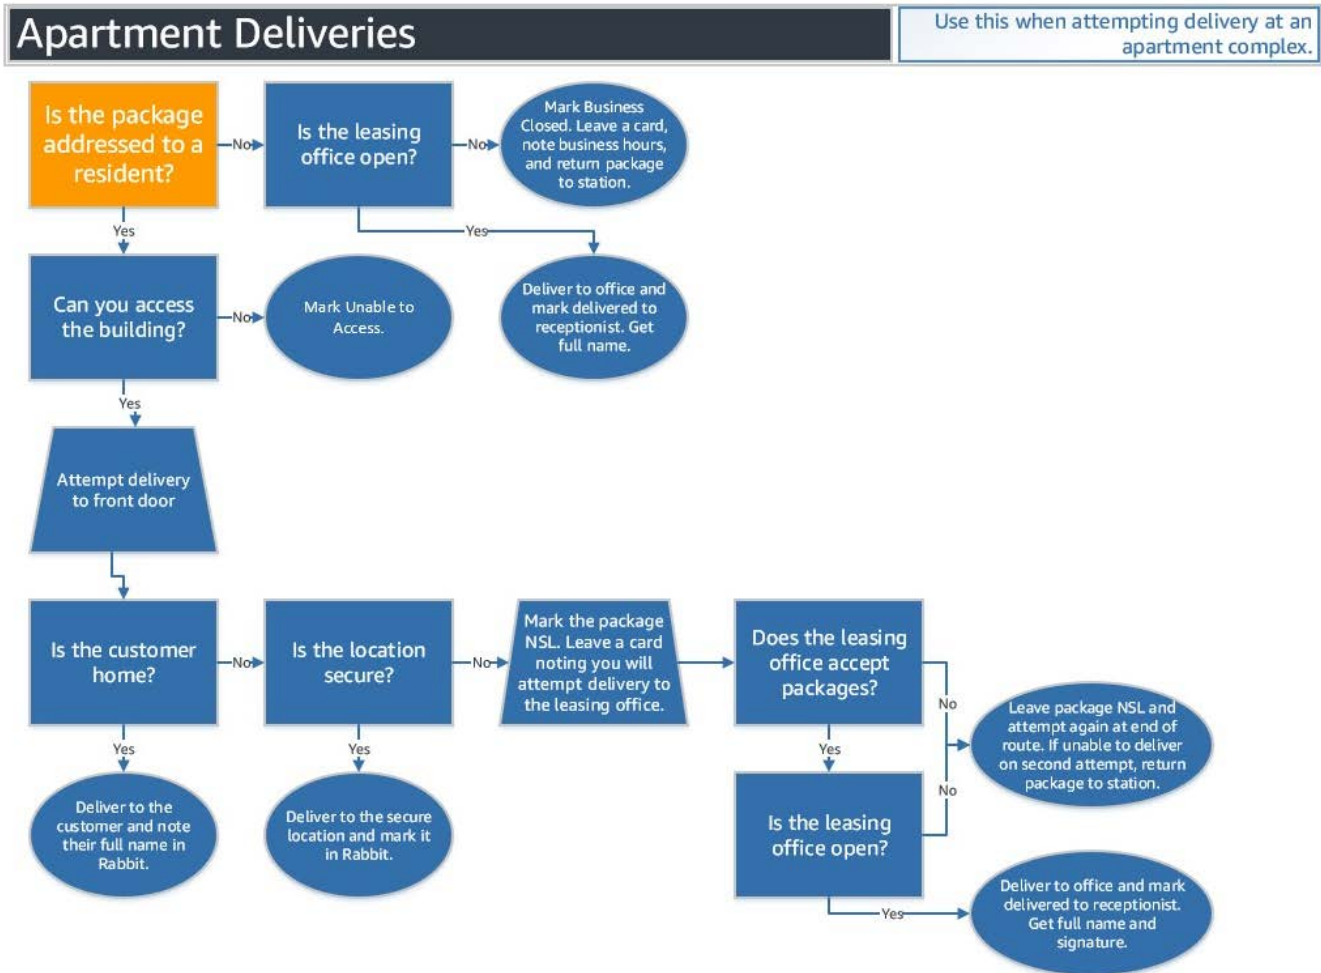 Apartment Deliveries
Use this when attempting delivery at an
apartment complex.
Is the package
addressed to a
resident?
No
Is the leasing
office open?
No
Mark Business
Closed. Leave a card,
note business hours,
and return package
to station.
Yes
Yes
Can you access
the building?
No
Mark Unable to
Access.
Deliver to office and
mark delivered to
receptionist. Get
full name.
Yes
Attempt delivery
to front door
Is the customer
home?
No
Is the location
secure?
No
Mark the package
NSL. Leave a card
noting you will
attempt delivery to
the leasing office.
Does the leasing
office accept
packages?
No
Leave package NSL and
attempt again at end of
route. If unable to deliver
on second attempt, return
package to station.
Yes
Yes
Yes
No
Deliver to the
customer and note
their full name in
Rabbit.
Deliver to the secure
location and mark it
in Rabbit.
Is the leasing
office open?
Yes
Deliver to office and mark
delivered to receptionist.
Get full name and
signature.